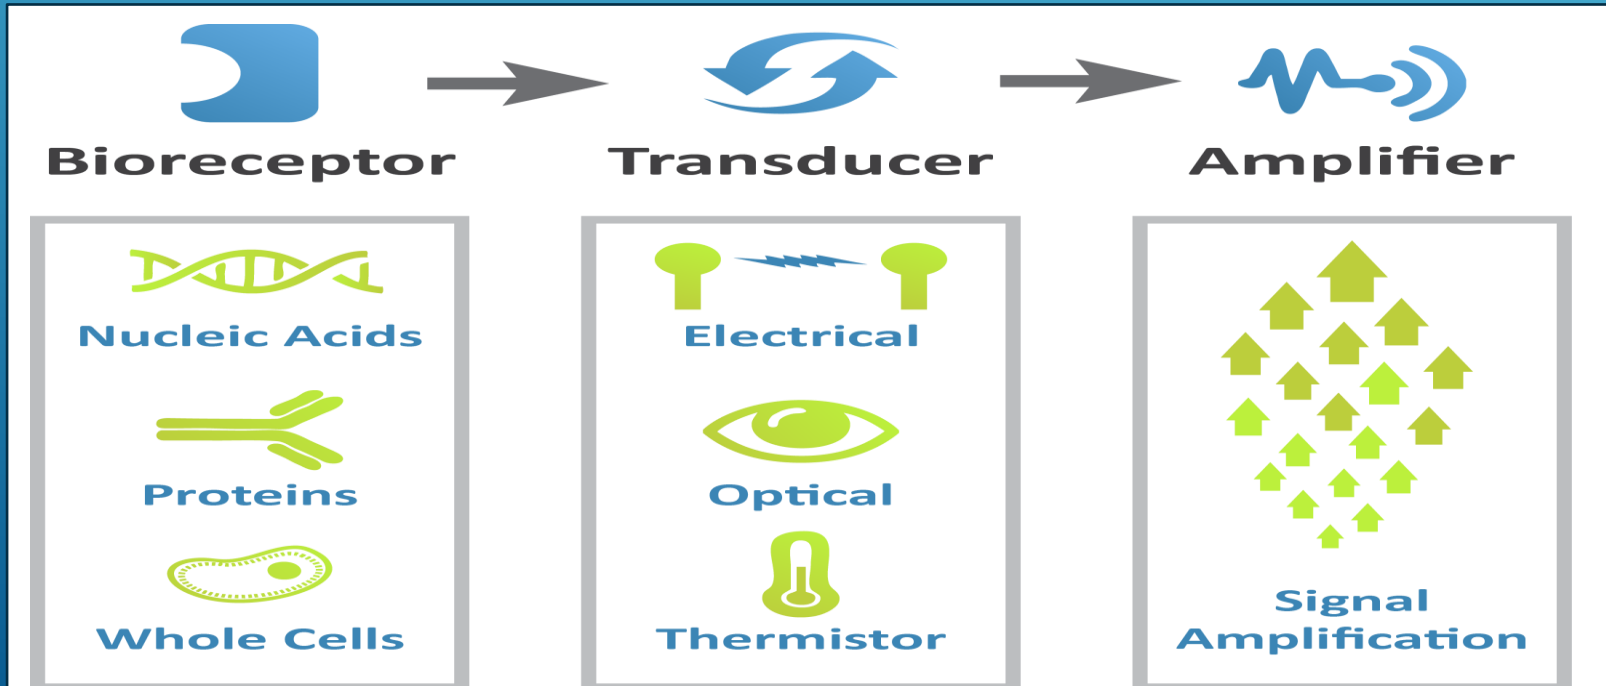 Bioreceptor
Transducer
Amplifier
Nucleic Acids
Proteins
Whole Cells
Electrical
Optical
Thermistor
Signal
Amplification